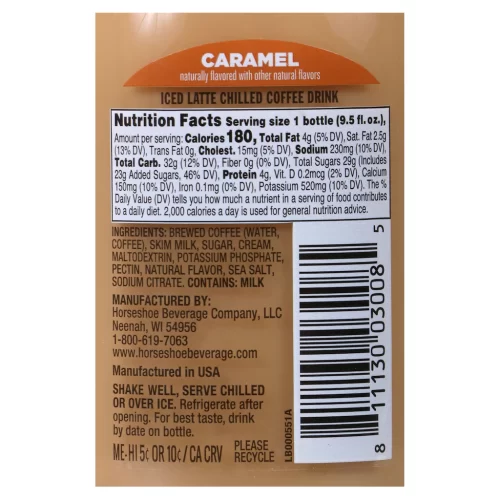 CARAMEL
naturally flavored with other natural flavors
ICED LATTE CHILLED COFFEE DRINK
Nutrition Facts Serving size 1 bottle (9.5 fl. oz.),
Amount per serving: Calories 180, Total Fat 4g (5% DV), Sat. Fat 2.5g
(13% DV), Trans Fat 0g, Cholest. 15mg (5% DV), Sodium 230mg (10% DV),
Total Carb. 32g (12% DV), Fiber 0g (0% DV), Total Sugars 29g (Includes
23g Added Sugars, 46% DV), Protein 4g, Vit. D 0.2mcg (2% DV), Calcium
150mg (10% DV), Iron 0.1mg (0% DV), Potassium 520mg (10% DV). The %
Daily Value (DV) tells you how much a nutrient in a serving of food contributes
to a daily diet. 2,000 calories a day is used for general nutrition advice.
INGREDIENTS: BREWED COFFEE (WATER,
COFFEE), SKIM MILK, SUGAR, CREAM,
MALTODEXTRIN, POTASSIUM PHOSPHATE,
PECTIN, NATURAL FLAVOR, SEA SALT,
SODIUM CITRATE. CONTAINS: MILK
MANUFACTURED BY:
Horseshoe Beverage Company, LLC
Neenah, WI 54956
1-800-619-7063
www.horseshoebeverage.com
Manufactured in USA
SHAKE WELL, SERVE CHILLED
OR OVER ICE. Refrigerate after
opening. For best taste, drink
by date on bottle.
ME-HI 5¢ OR 10¢/CA CRV
PLEASE
RECYCLE
LB000551A
8 11130 03008 5